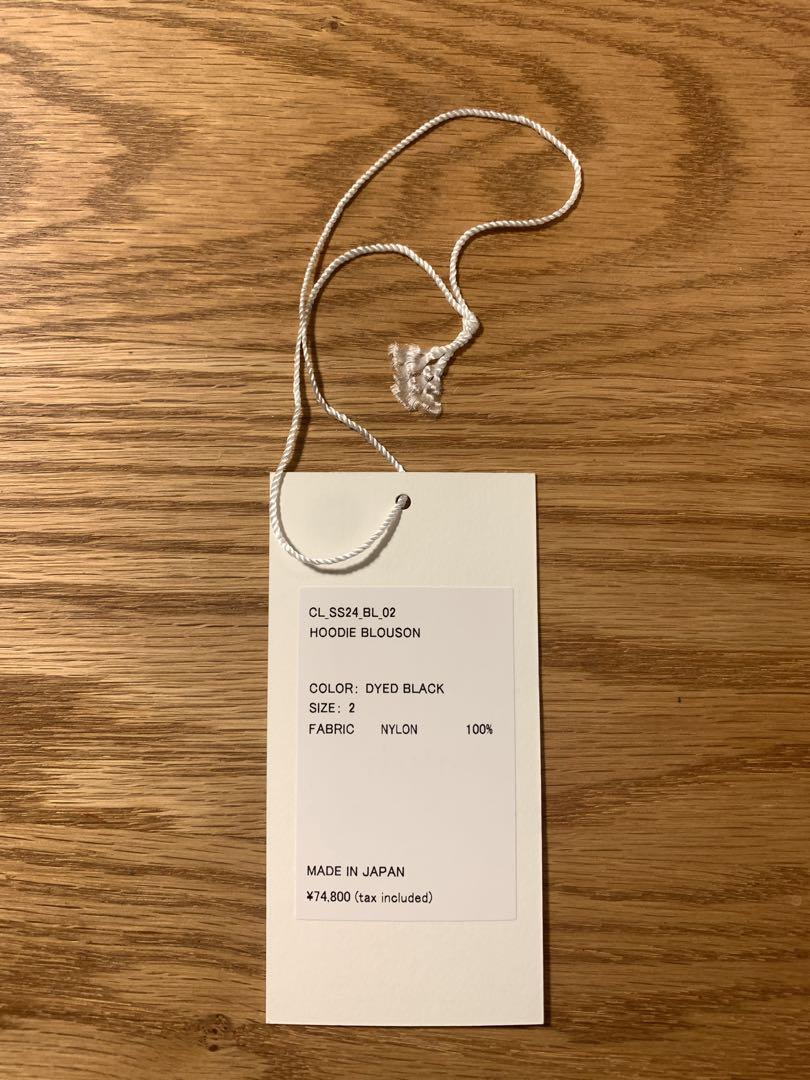 CL_SS24_BL_02
HOODIE BLOUSON
COLOR: DYED BLACK
SIZE: 2
FABRIC NYLON 100%
MADE IN JAPAN
¥74,800 (tax included)